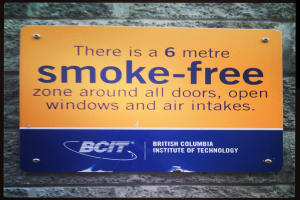 There is a 6 metre
smoke-free
zone around all doors, open
windows and air intakes.
BCIT
BRITISH COLUMBIA
INSTITUTE OF TECHNOLOGY